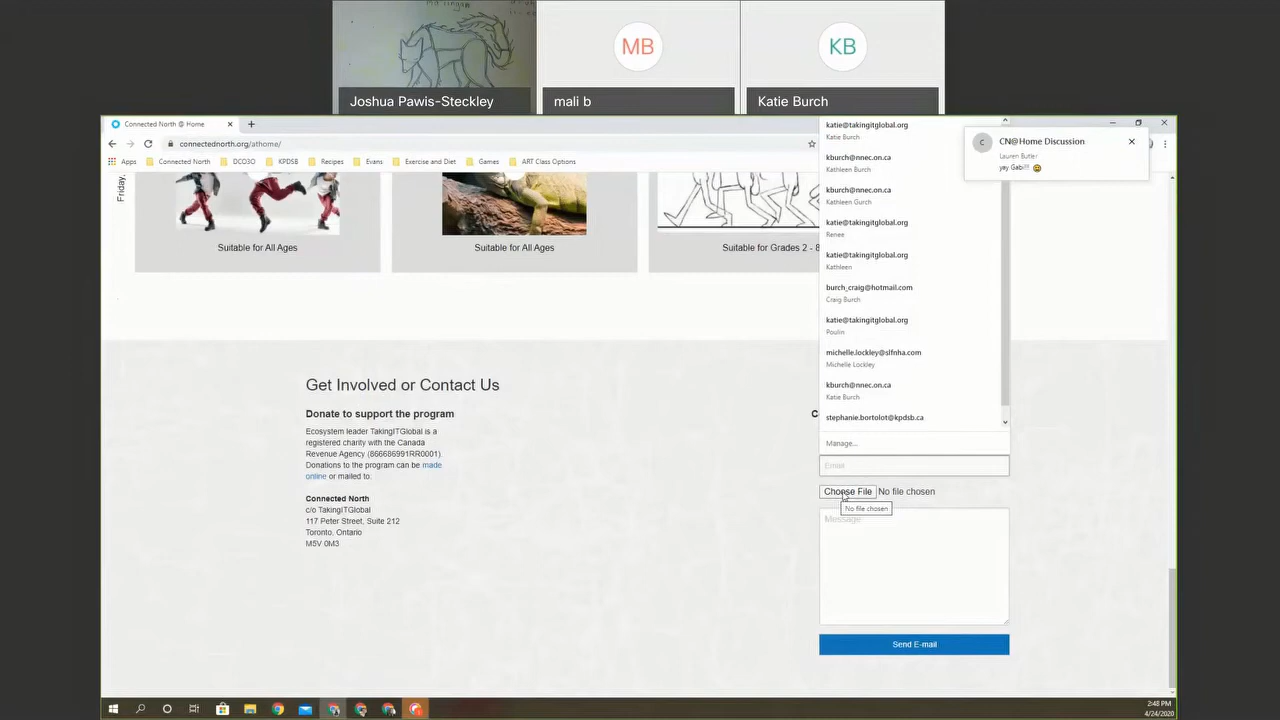 MB
KB
Joshua Pawis-Steckley
mali b
Katie Burch
Connected North @ Home
connectednorth.org/athome/
Apps
Connected North
DCO3O
KPDSB
Recipes
Evans
Exercise and Diet
Games
ART Class Options
C
CN@Home Discussion
Lauren Butler
yay Gabi!!!
katie@takingitglobal.org
Katie Burch
kburch@nnec.on.ca
Kathleen Burch
kburch@nnec.on.ca
Kathleen Gurch
katie@takingitglobal.org
Renee
katie@takingitglobal.org
Kathleen
burch_craig@hotmail.com
Craig Burch
katie@takingitglobal.org
Poulin
michelle.lockley@slfnha.com
Michelle Lockley
kburch@nnec.on.ca
Katie Burch
stephanie.bortolot@kpdsb.ca
Manage...
Friday,
Suitable for All Ages
Suitable for All Ages
Suitable for Grades 2 - 8
Get Involved or Contact Us
Donate to support the program
Ecosystem leader TakingITGlobal is a
registered charity with the Canada
Revenue Agency (866686991RR0001).
Donations to the program can be made
online or mailed to:
Connected North
c/o TakingITGlobal
117 Peter Street, Suite 212
Toronto, Ontario
M5V 0M3
C
Email
Choose File No file chosen
No file chosen
Message
Send E-mail
2:48 PM
4/24/2020